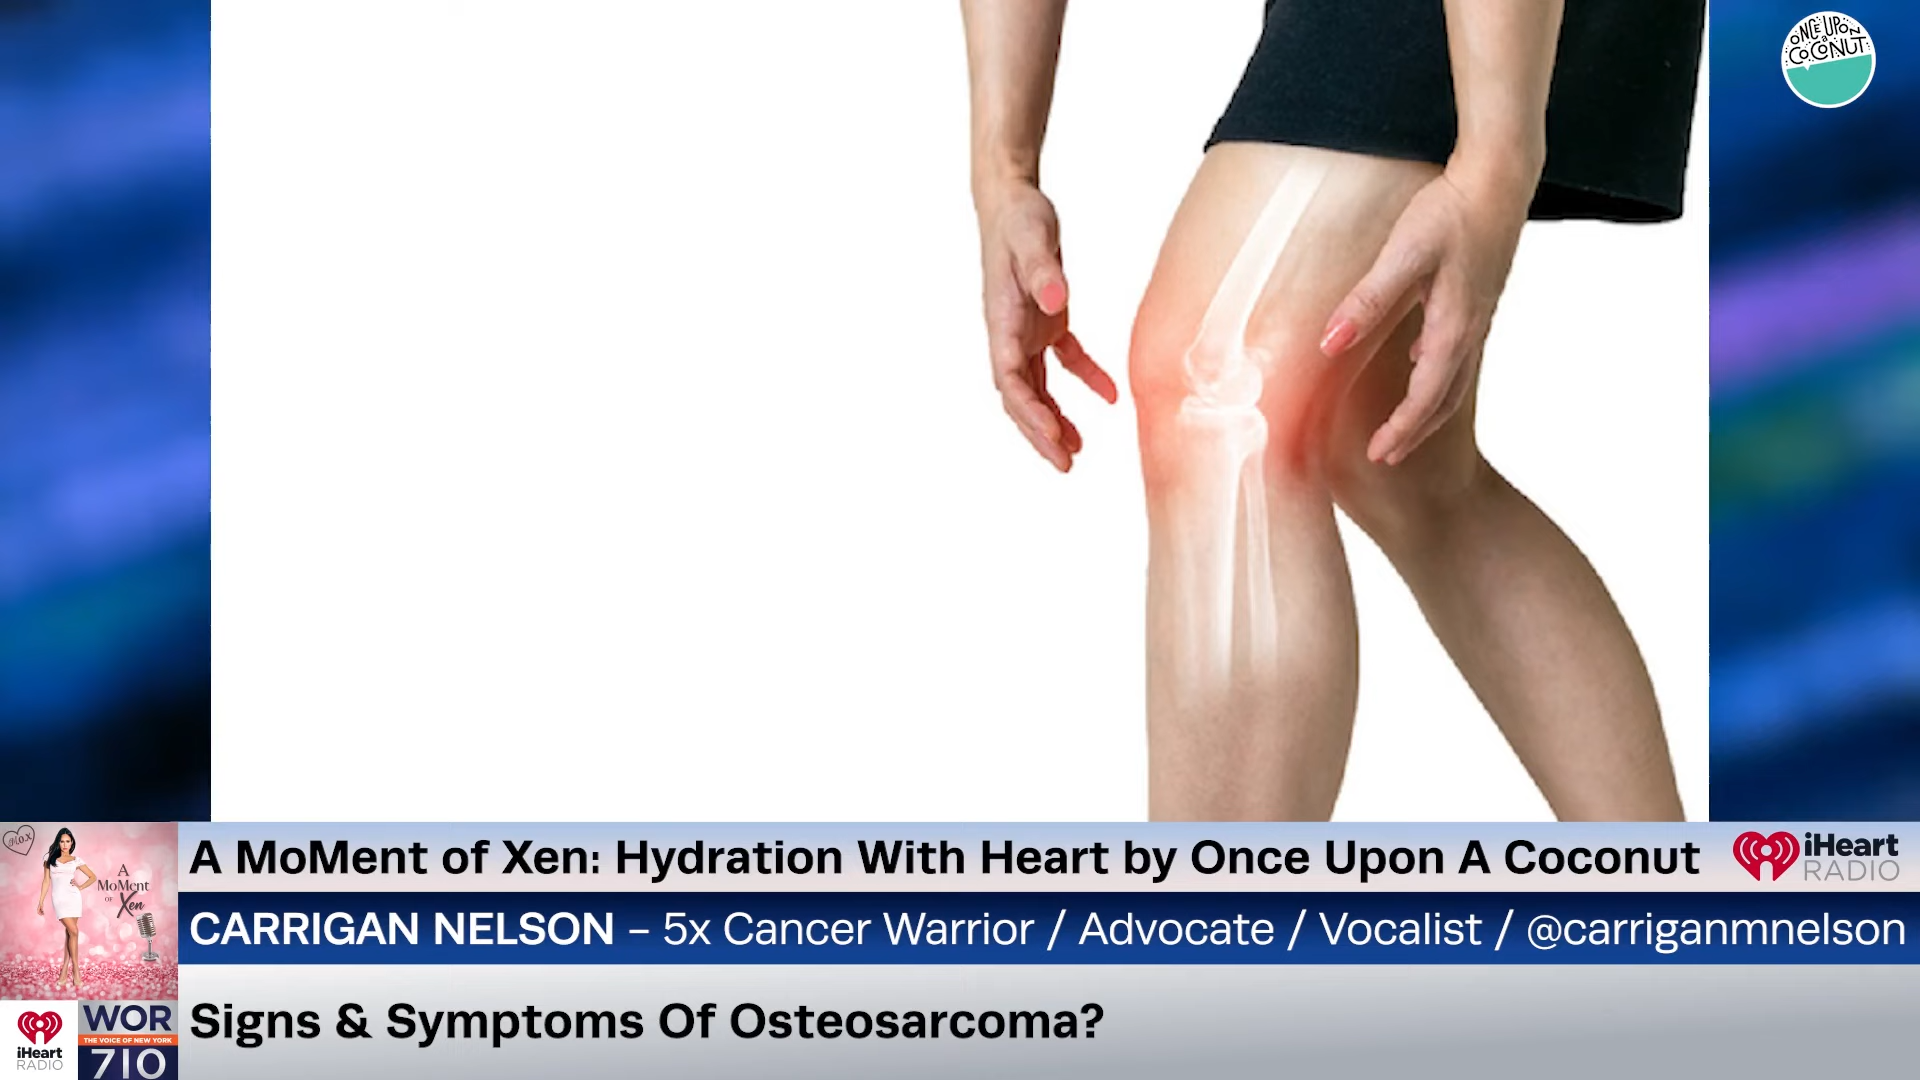 ONCE UPON
a
COCONUT
A MoMent of Xen: Hydration With Heart by Once Upon A Coconut
iHeart
RADIO
CARRIGAN NELSON – 5x Cancer Warrior / Advocate / Vocalist / @carriganmnelson
M.o.X
A
MoMent
OF
Xen
Signs & Symptoms Of Osteosarcoma?
iHeart
RADIO
WOR
THE VOICE OF NEW YORK
710